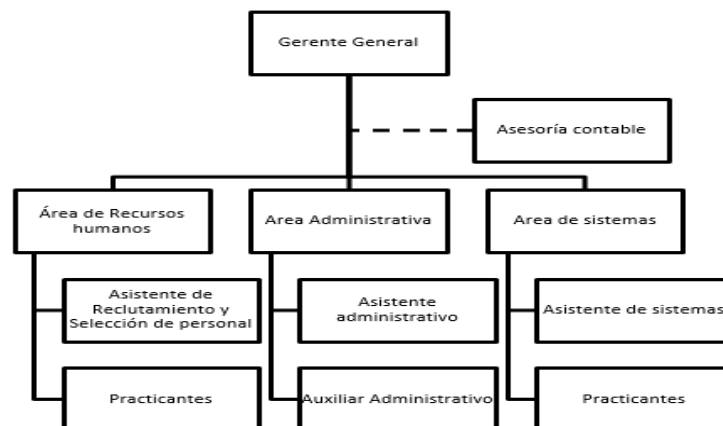 Gerente General
Asesoría contable
Área de Recursos
humanos
Area Administrativa
Area de sistemas
Asistente de
Reclutamiento y
Selección de personal
Asistente
administrativo
Asistente de sistemas
Practicantes
Auxiliar Administrativo
Practicantes